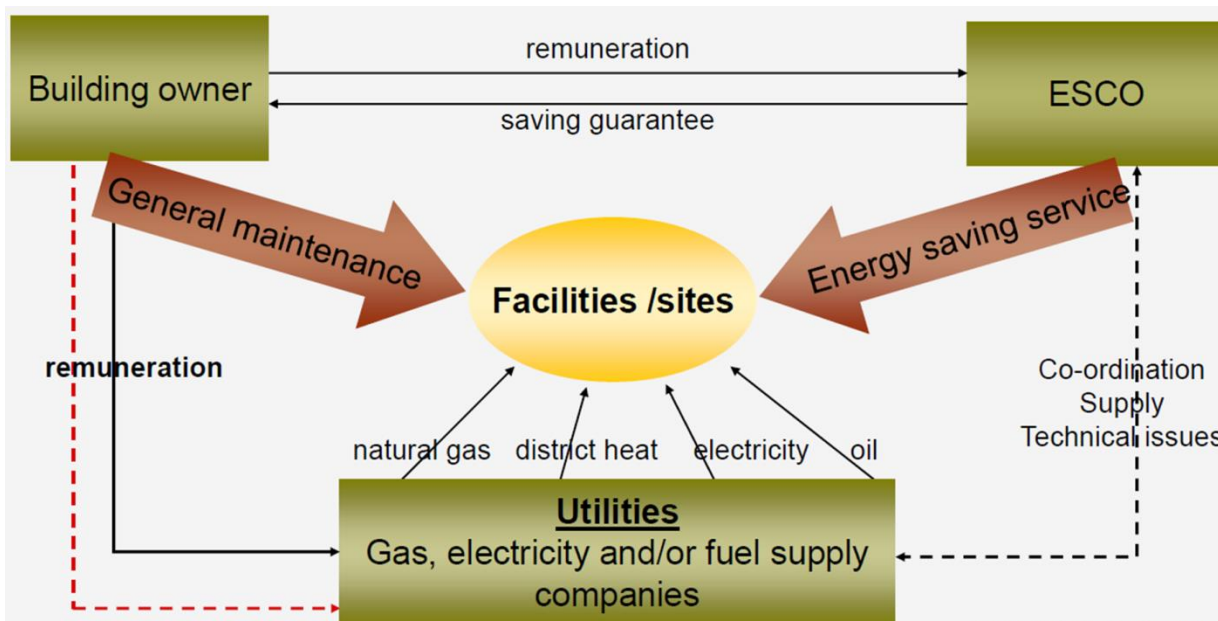 remuneration
Building owner
ESCO
saving guarantee
General maintenance
Energy saving service
Facilities /sites
remuneration
Co-ordination
Supply
Technical issues
natural gas
district heat
electricity
oil
Utilities
Gas, electricity and/or fuel supply
companies